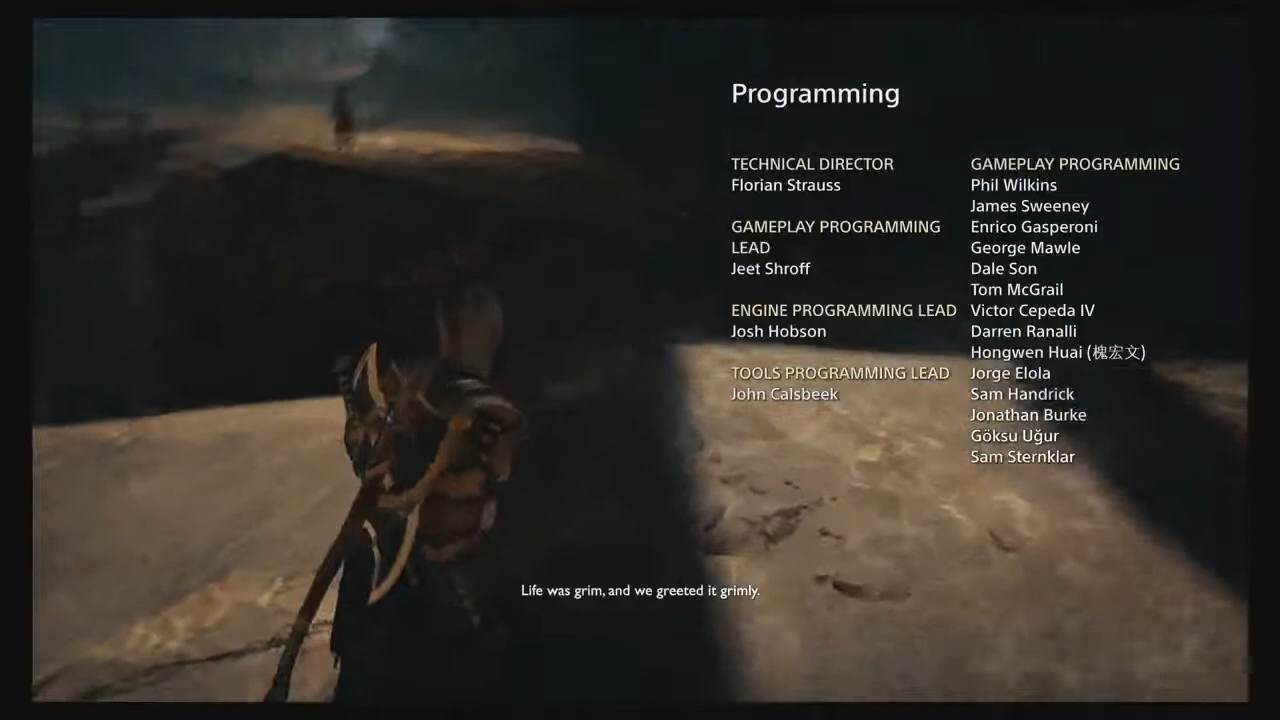 Programming
TECHNICAL DIRECTOR
Florian Strauss
GAMEPLAY PROGRAMMING
LEAD
Jeet Shroff
ENGINE PROGRAMMING LEAD
Josh Hobson
TOOLS PROGRAMMING LEAD
John Calsbeek
GAMEPLAY PROGRAMMING
Phil Wilkins
James Sweeney
Enrico Gasperoni
George Mawle
Dale Son
Tom McGrail
Victor Cepeda IV
Darren Ranalli
Hongwen Huai (槐宏文)
Jorge Elola
Sam Handrick
Jonathan Burke
Göksu Uğur
Sam Sternklar
Life was grim, and we greeted it grimly.